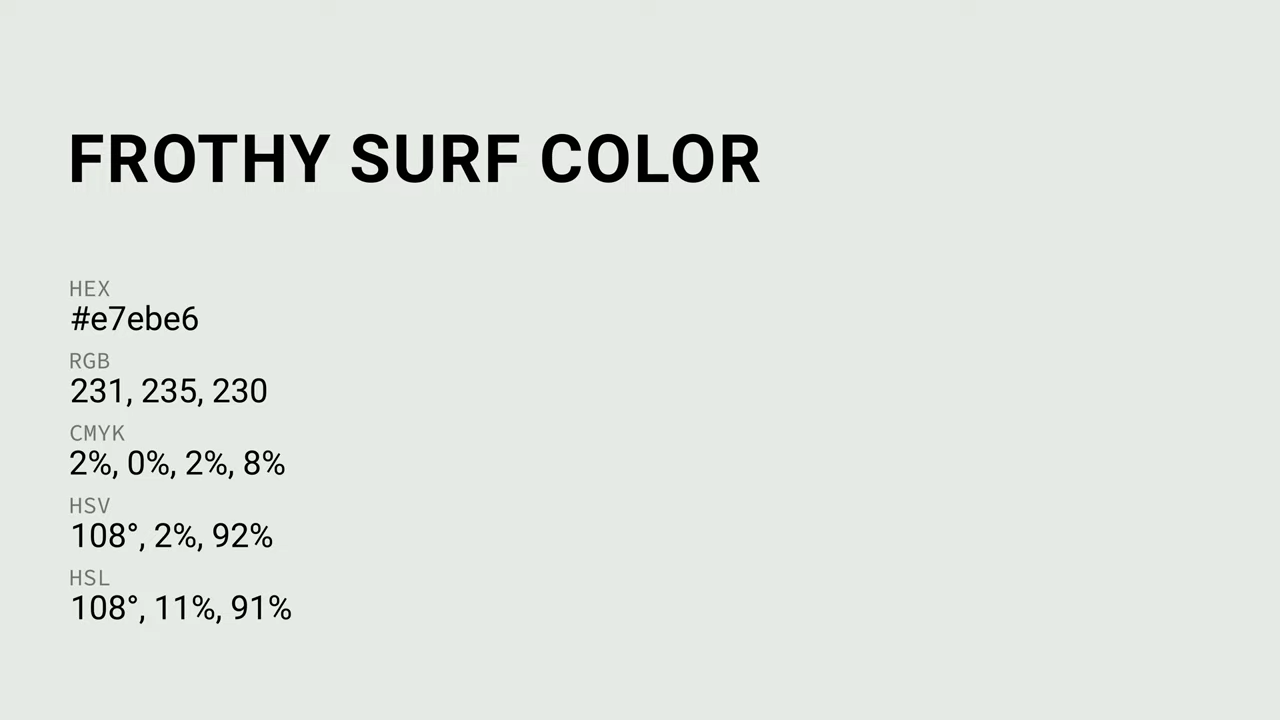 FROTHY SURF COLOR
HEX
#e7ebe6
RGB
231, 235, 230
CMYK
2%, 0%, 2%, 8%
HSV
108°, 2%, 92%
HSL
108°, 11%, 91%